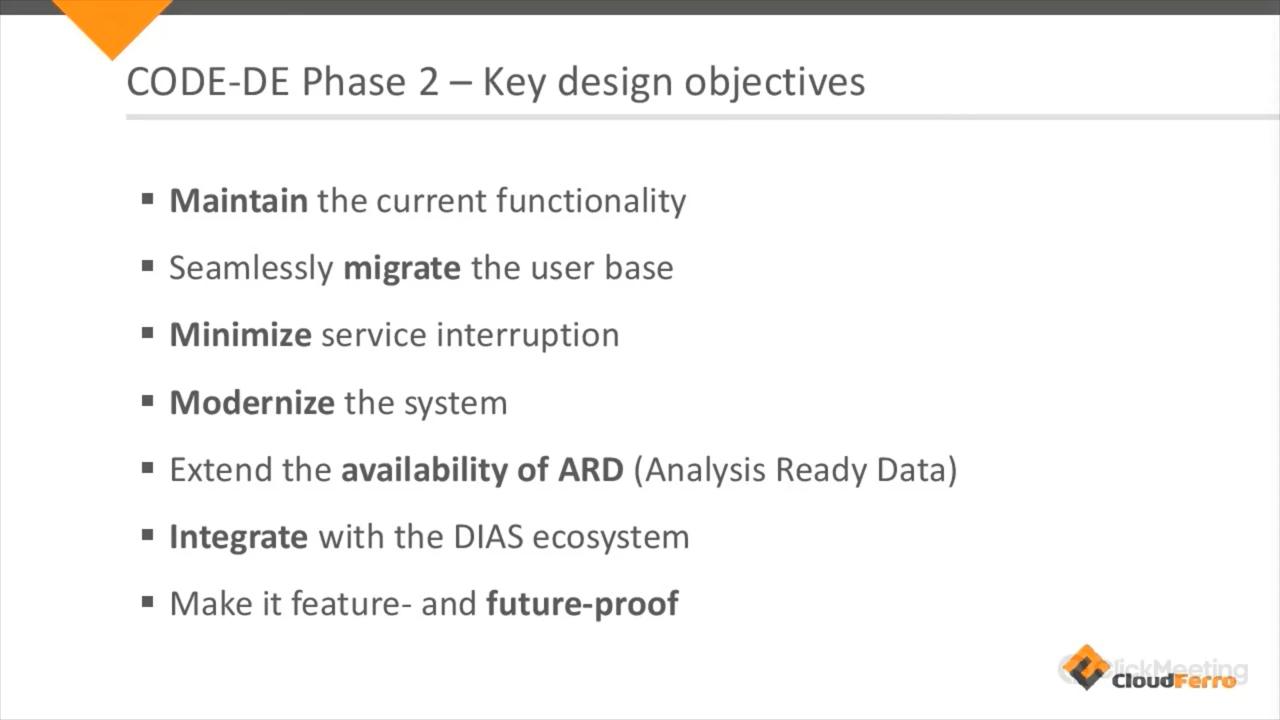 CODE-DE Phase 2 – Key design objectives
▪ Maintain the current functionality
▪ Seamlessly migrate the user base
▪ Minimize service interruption
▪ Modernize the system
▪ Extend the availability of ARD (Analysis Ready Data)
▪ Integrate with the DIAS ecosystem
▪ Make it feature- and future-proof
ClickMeeting
CloudFerro